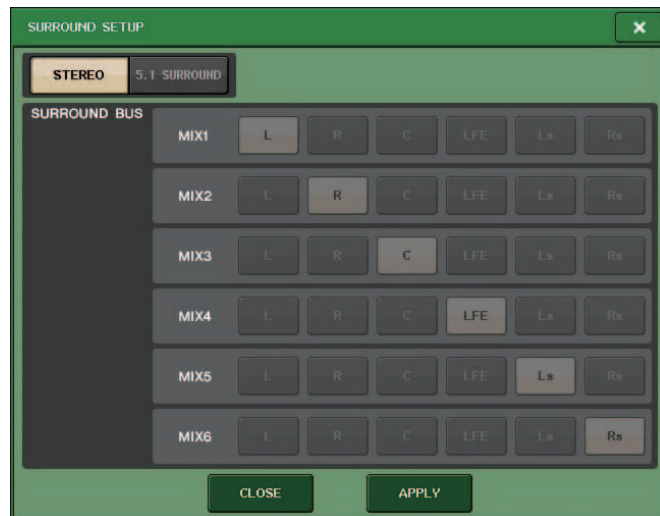 SURROUND SETUP
STEREO 5.1 SURROUND
SURROUND BUS
MIX1 L R C LFE Ls Rs
MIX2 L R C LFE Ls Rs
MIX3 L R C LFE Ls Rs
MIX4 L R C LFE Ls Rs
MIX5 L R C LFE Ls Rs
MIX6 L R C LFE Ls Rs
CLOSE APPLY